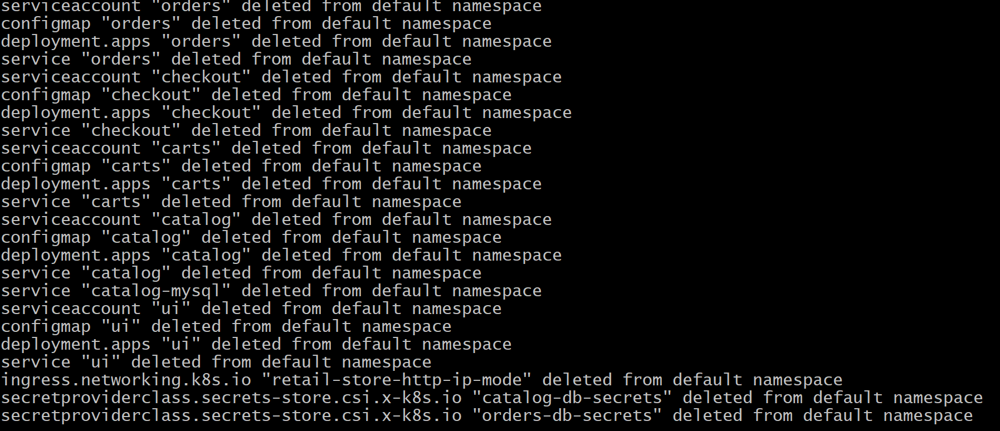 serviceaccount "orders" deleted from default namespace
configmap "orders" deleted from default namespace
deployment.apps "orders" deleted from default namespace
service "orders" deleted from default namespace
serviceaccount "checkout" deleted from default namespace
configmap "checkout" deleted from default namespace
deployment.apps "checkout" deleted from default namespace
service "checkout" deleted from default namespace
serviceaccount "carts" deleted from default namespace
configmap "carts" deleted from default namespace
deployment.apps "carts" deleted from default namespace
service "carts" deleted from default namespace
serviceaccount "catalog" deleted from default namespace
configmap "catalog" deleted from default namespace
deployment.apps "catalog" deleted from default namespace
service "catalog" deleted from default namespace
service "catalog-mysql" deleted from default namespace
serviceaccount "ui" deleted from default namespace
configmap "ui" deleted from default namespace
deployment.apps "ui" deleted from default namespace
service "ui" deleted from default namespace
ingress.networking.k8s.io "retail-store-http-ip-mode" deleted from default namespace
secretproviderclass.secrets-store.csi.x-k8s.io "catalog-db-secrets" deleted from default namespace
secretproviderclass.secrets-store.csi.x-k8s.io "orders-db-secrets" deleted from default namespace